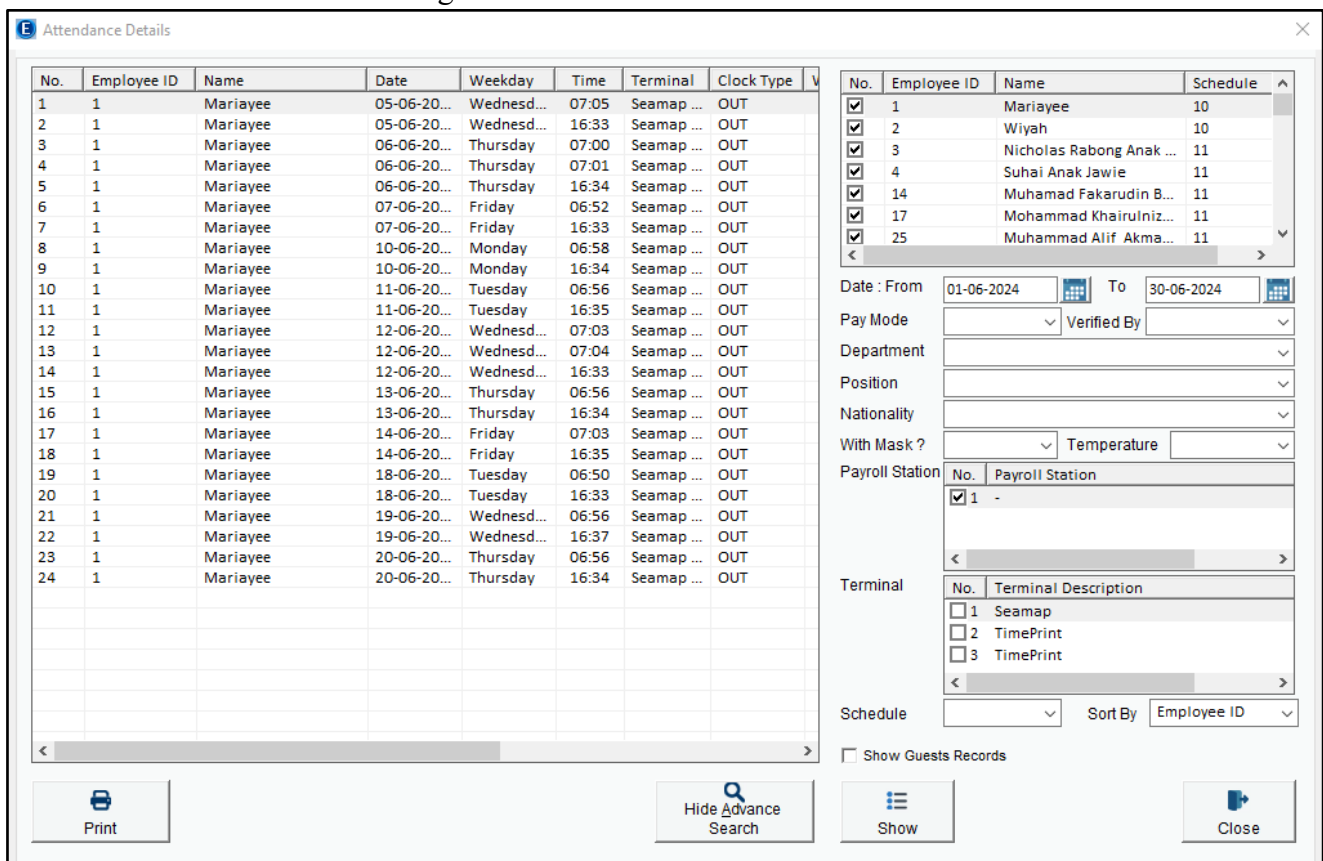 Attendance Details
No. Employee ID Name Date Weekday Time Terminal Clock Type
1 1 Mariayee 05-06-20... Wednesd... 07:05 Seamap ... OUT
2 1 Mariayee 05-06-20... Wednesd... 16:33 Seamap ... OUT
3 1 Mariayee 06-06-20... Thursday 07:00 Seamap ... OUT
4 1 Mariayee 06-06-20... Thursday 07:01 Seamap ... OUT
5 1 Mariayee 06-06-20... Thursday 16:34 Seamap ... OUT
6 1 Mariayee 07-06-20... Friday 06:52 Seamap ... OUT
7 1 Mariayee 07-06-20... Friday 16:33 Seamap ... OUT
8 1 Mariayee 10-06-20... Monday 06:58 Seamap ... OUT
9 1 Mariayee 10-06-20... Monday 16:34 Seamap ... OUT
10 1 Mariayee 11-06-20... Tuesday 06:56 Seamap ... OUT
11 1 Mariayee 11-06-20... Tuesday 16:35 Seamap ... OUT
12 1 Mariayee 12-06-20... Wednesd... 07:03 Seamap ... OUT
13 1 Mariayee 12-06-20... Wednesd... 07:04 Seamap ... OUT
14 1 Mariayee 12-06-20... Wednesd... 16:33 Seamap ... OUT
15 1 Mariayee 13-06-20... Thursday 06:56 Seamap ... OUT
16 1 Mariayee 13-06-20... Thursday 16:34 Seamap ... OUT
17 1 Mariayee 14-06-20... Friday 07:03 Seamap ... OUT
18 1 Mariayee 14-06-20... Friday 16:35 Seamap ... OUT
19 1 Mariayee 18-06-20... Tuesday 06:50 Seamap ... OUT
20 1 Mariayee 18-06-20... Tuesday 16:33 Seamap ... OUT
21 1 Mariayee 19-06-20... Wednesd... 06:56 Seamap ... OUT
22 1 Mariayee 19-06-20... Wednesd... 16:37 Seamap ... OUT
23 1 Mariayee 20-06-20... Thursday 06:56 Seamap ... OUT
24 1 Mariayee 20-06-20... Thursday 16:34 Seamap ... OUT
No. Employee ID Name Schedule
1 Mariayee 10
2 Wiyah 10
3 Nicholas Rabong Anak ... 11
4 Suhai Anak Jawie 11
14 Muhamad Fakarudin B... 11
17 Mohammad Khairulniz... 11
25 Muhammad Alif Akma... 11
Date : From 01-06-2024 To 30-06-2024
Pay Mode Verified By
Department
Position
Nationality
With Mask ? Temperature
Payroll Station No. Payroll Station
1 -
Terminal No. Terminal Description
1 Seamap
2 TimePrint
3 TimePrint
Schedule Sort By Employee ID
Show Guests Records
Print
Hide Advance
Search
Show
Close